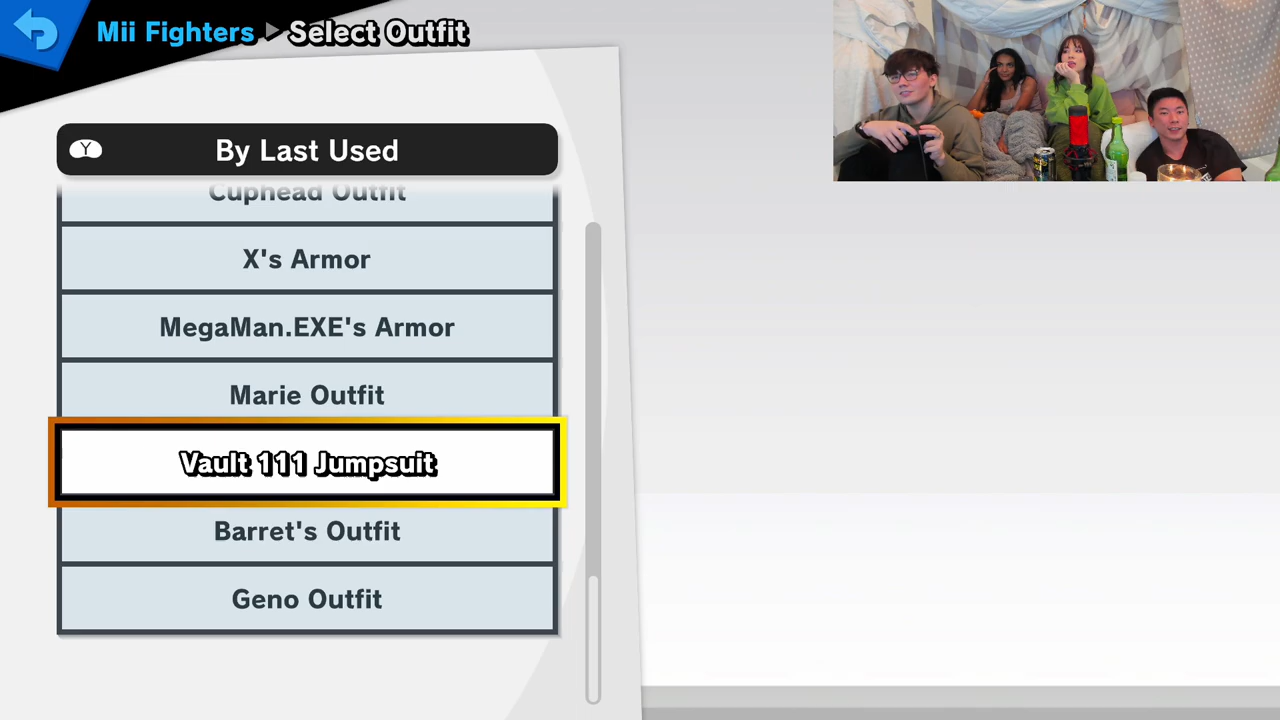 Mii Fighters ▶ Select Outfit
Y By Last Used
Cuphead Outfit
X's Armor
MegaMan.EXE's Armor
Marie Outfit
Vault 111 Jumpsuit
Barret's Outfit
Geno Outfit